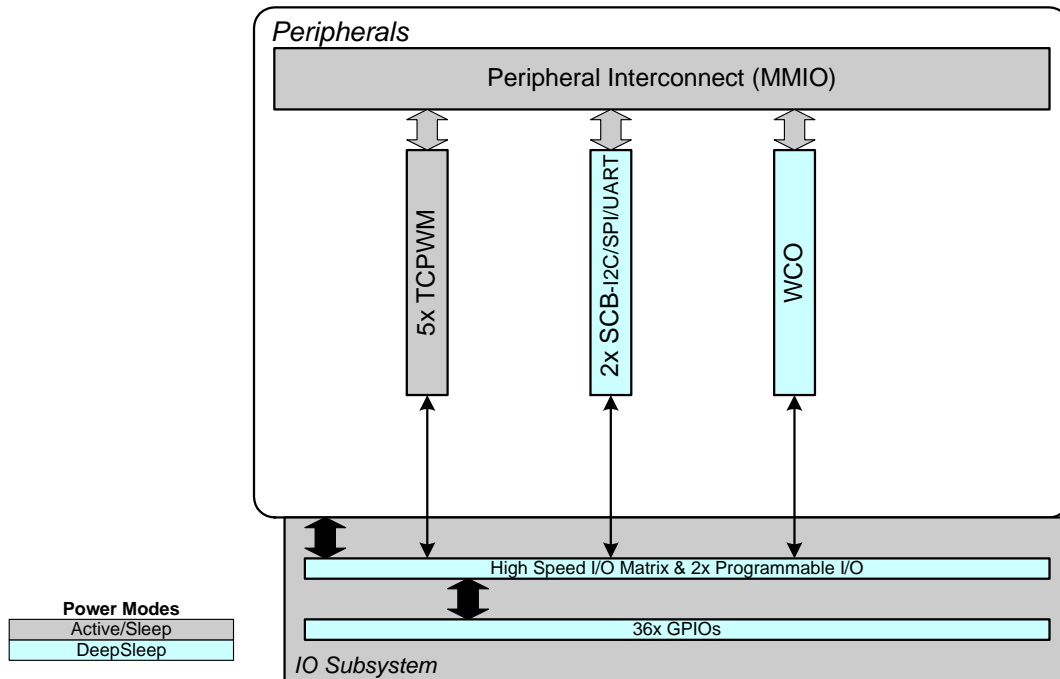 Peripherals
Peripheral Interconnect (MMIO)
5x TCPWM
2x SCB-I2C/SPI/UART
WCO
High Speed I/O Matrix & 2x Programmable I/O
36x GPIOs
IO Subsystem
Power Modes
Active/Sleep
DeepSleep